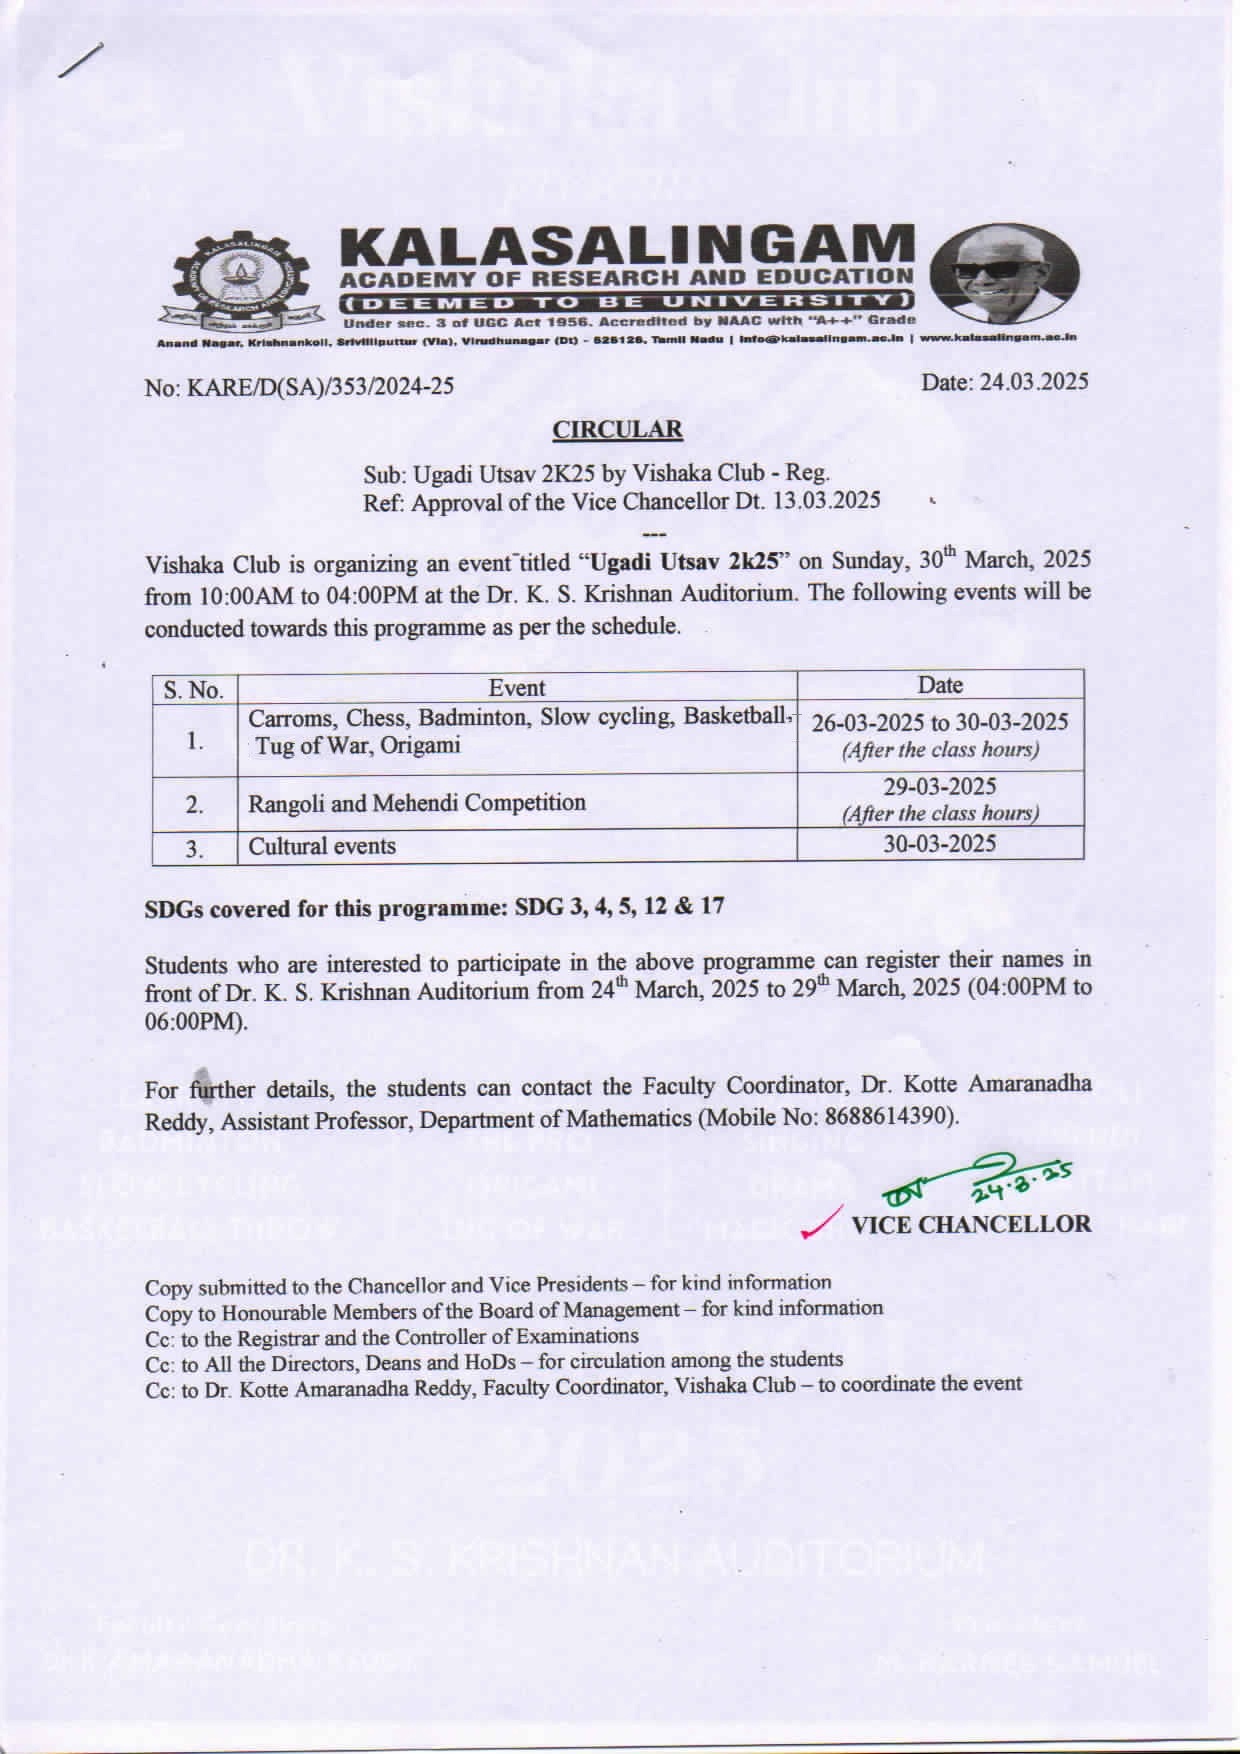 KALASALINGAM
ACADEMY OF RESEARCH AND EDUCATION
(DEEMED TO BE UNIVERSITY)
Under sec. 3 of UGC Act 1956. Accredited by NAAC with "A++" Grade
Anand Nagar, Krishnankoil, Srivilliputtur (Via), Virudhunagar (Dt) - 626126, Tamil Nadu | info@kalasalingam.ac.in | www.kalasalingam.ac.in
No: KARE/D(SA)/353/2024-25 Date: 24.03.2025
CIRCULAR
Sub: Ugadi Utsav 2K25 by Vishaka Club - Reg.
Ref: Approval of the Vice Chancellor Dt. 13.03.2025
---
Vishaka Club is organizing an event titled “Ugadi Utsav 2k25” on Sunday, 30th March, 2025
from 10:00AM to 04:00PM at the Dr. K. S. Krishnan Auditorium. The following events will be
conducted towards this programme as per the schedule.
S. No. Event Date
1. Carroms, Chess, Badminton, Slow cycling, Basketball, 26-03-2025 to 30-03-2025
Tug of War, Origami (After the class hours)
2. Rangoli and Mehendi Competition 29-03-2025
(After the class hours)
3. Cultural events 30-03-2025
SDGs covered for this programme: SDG 3, 4, 5, 12 & 17
Students who are interested to participate in the above programme can register their names in
front of Dr. K. S. Krishnan Auditorium from 24th March, 2025 to 29th March, 2025 (04:00PM to
06:00PM).
For further details, the students can contact the Faculty Coordinator, Dr. Kotte Amaranadha
Reddy, Assistant Professor, Department of Mathematics (Mobile No: 8688614390).
24.3.25
VICE CHANCELLOR
Copy submitted to the Chancellor and Vice Presidents – for kind information
Copy to Honourable Members of the Board of Management – for kind information
Cc: to the Registrar and the Controller of Examinations
Cc: to All the Directors, Deans and HoDs – for circulation among the students
Cc: to Dr. Kotte Amaranadha Reddy, Faculty Coordinator, Vishaka Club – to coordinate the event
2025
DR. K. S. KRISHNAN AUDITORIUM